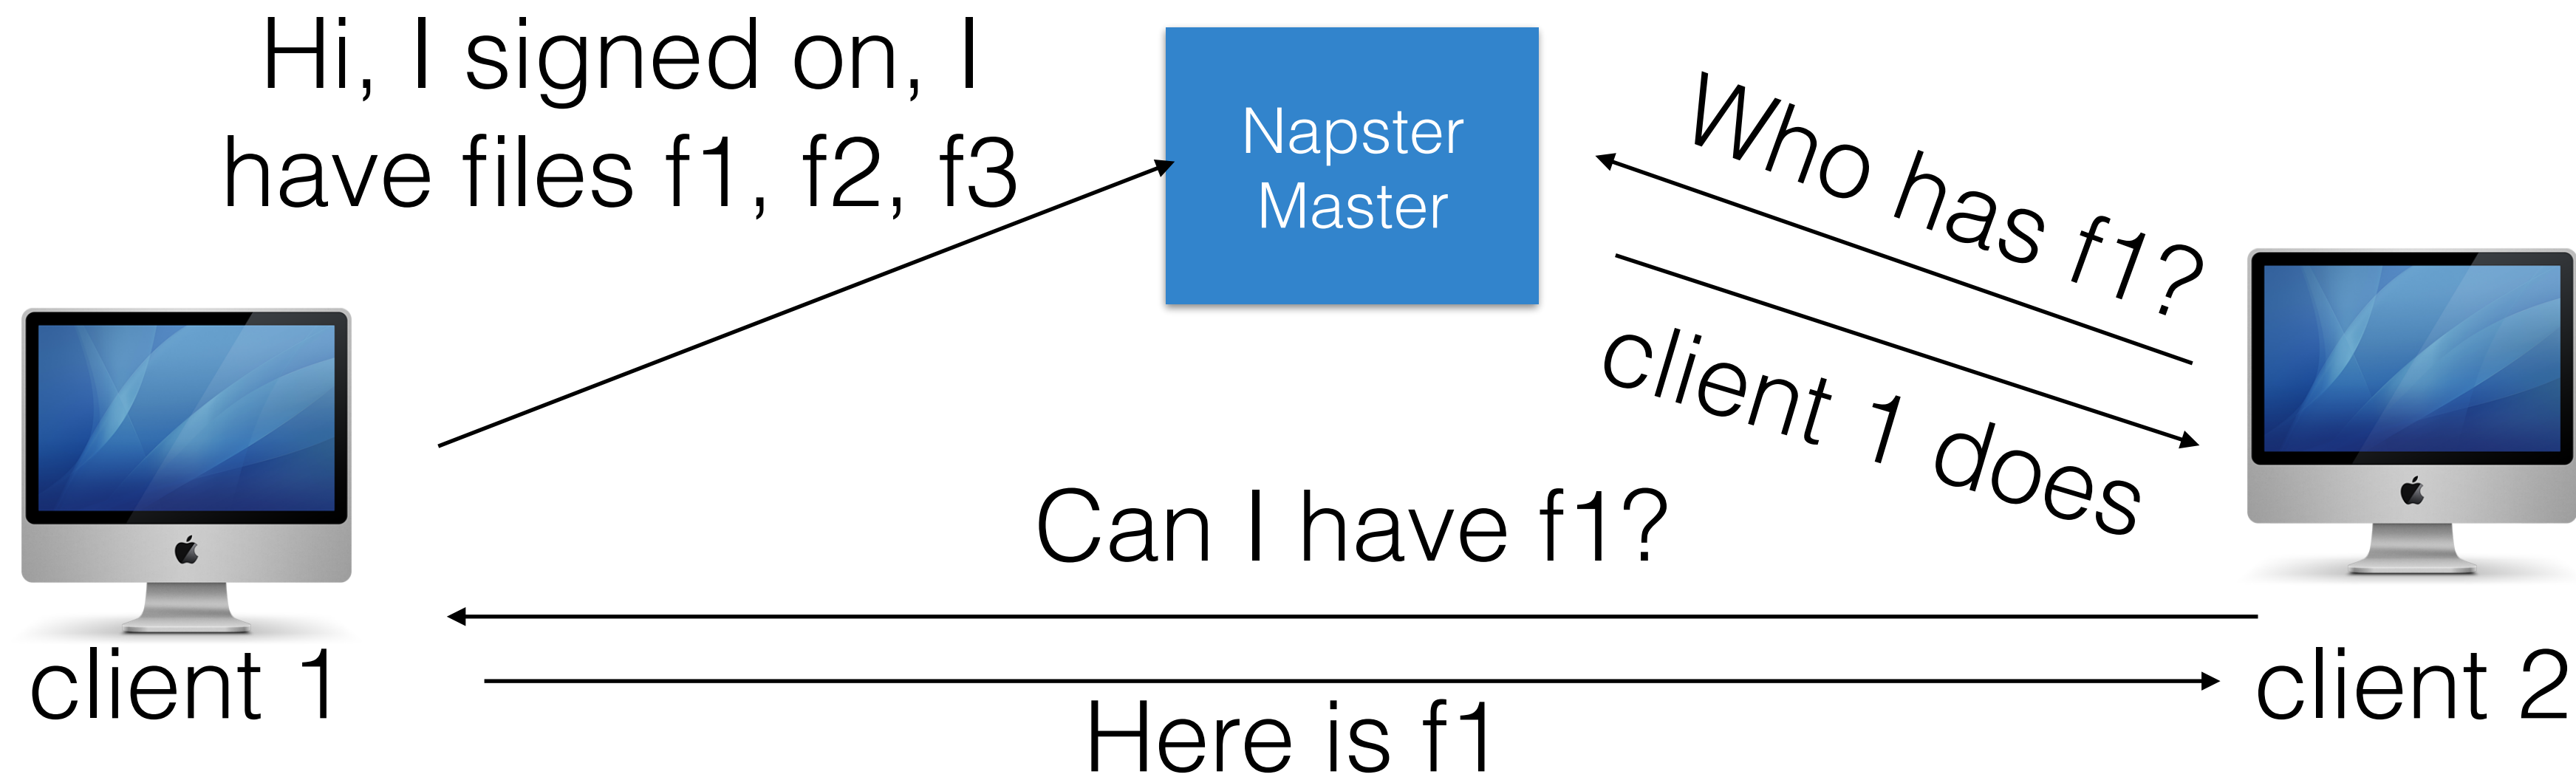 Hi, I signed on, I
have files f1, f2, f3
Napster
Master
Who has f1?
client 1 does
Can I have f1?
Here is f1
client 1
client 2